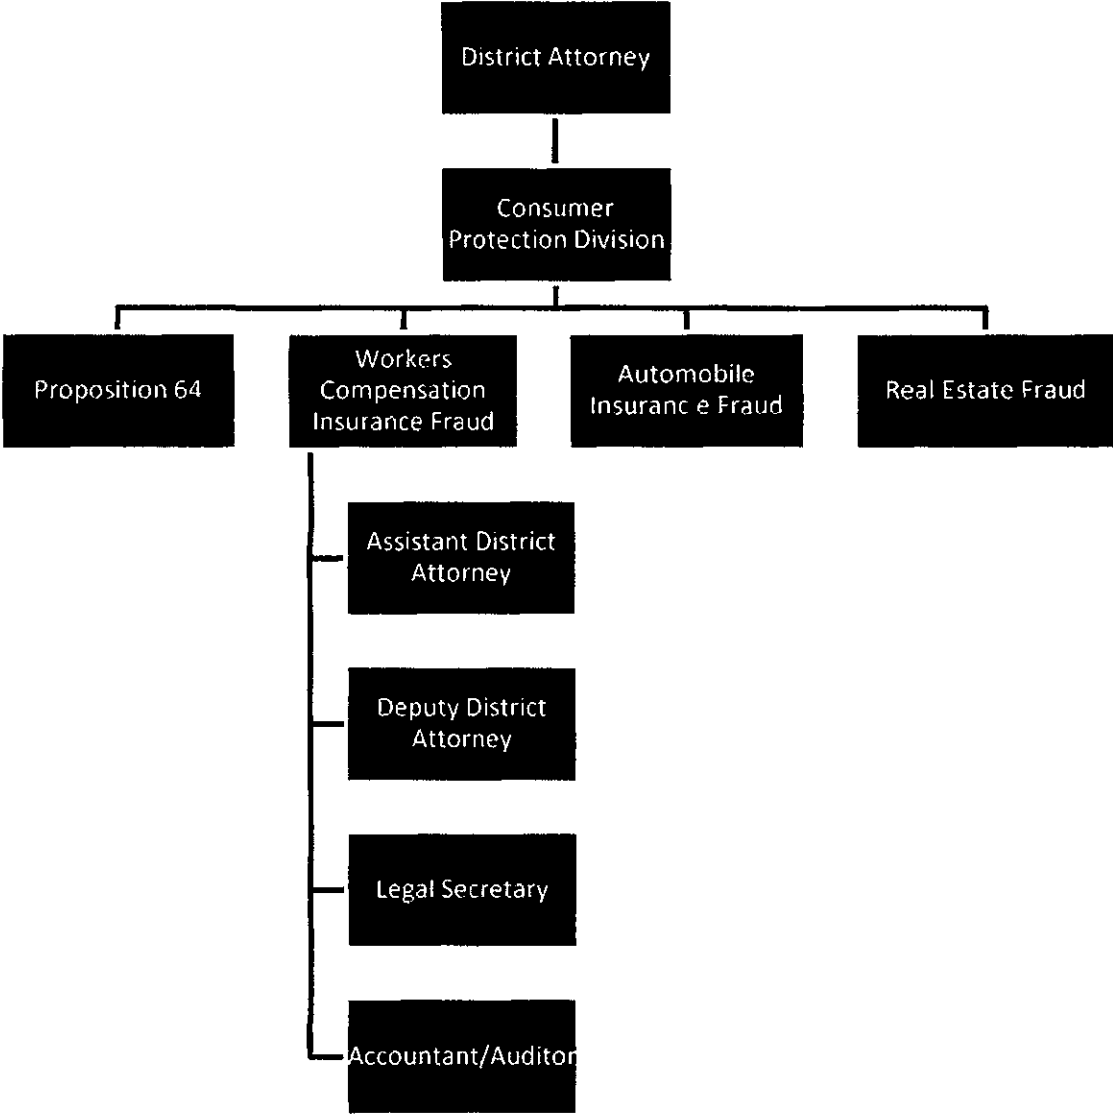 District Attorney
Consumer
Protection Division
Proposition 64
Workers
Compensation
Insurance Fraud
Automobile
Insuranc e Fraud
Real Estate Fraud
Assistant District
Attorney
Deputy District
Attorney
Legal Secretary
Accountant/Auditor